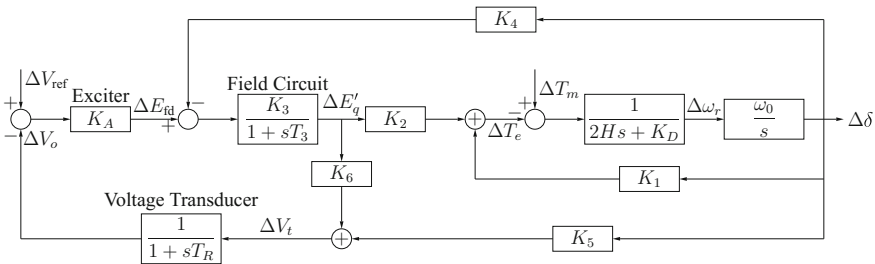 K_4
ΔV_ref
Exciter
Field Circuit
ΔT_m
+
K_A
ΔE_fd
−
+
K_3
1 + sT_3
ΔE′_q
K_2
+
ΔT_e
−
+
1
2Hs + K_D
Δω_r
ω_0
s
Δδ
−
ΔV_o
K_6
K_1
Voltage Transducer
1
1 + sT_R
ΔV_t
+
K_5